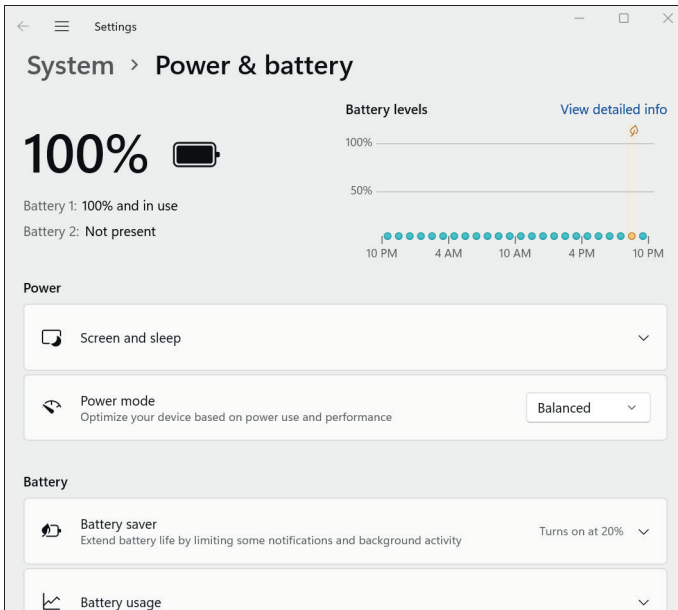 Settings
System > Power & battery
Battery levels
View detailed info
100%
100%
50%
Battery 1: 100% and in use
Battery 2: Not present
10 PM 4 AM 10 AM 4 PM 10 PM
Power
Screen and sleep
Power mode
Optimize your device based on power use and performance
Balanced
Battery
Battery saver
Extend battery life by limiting some notifications and background activity
Turns on at 20%
Battery usage